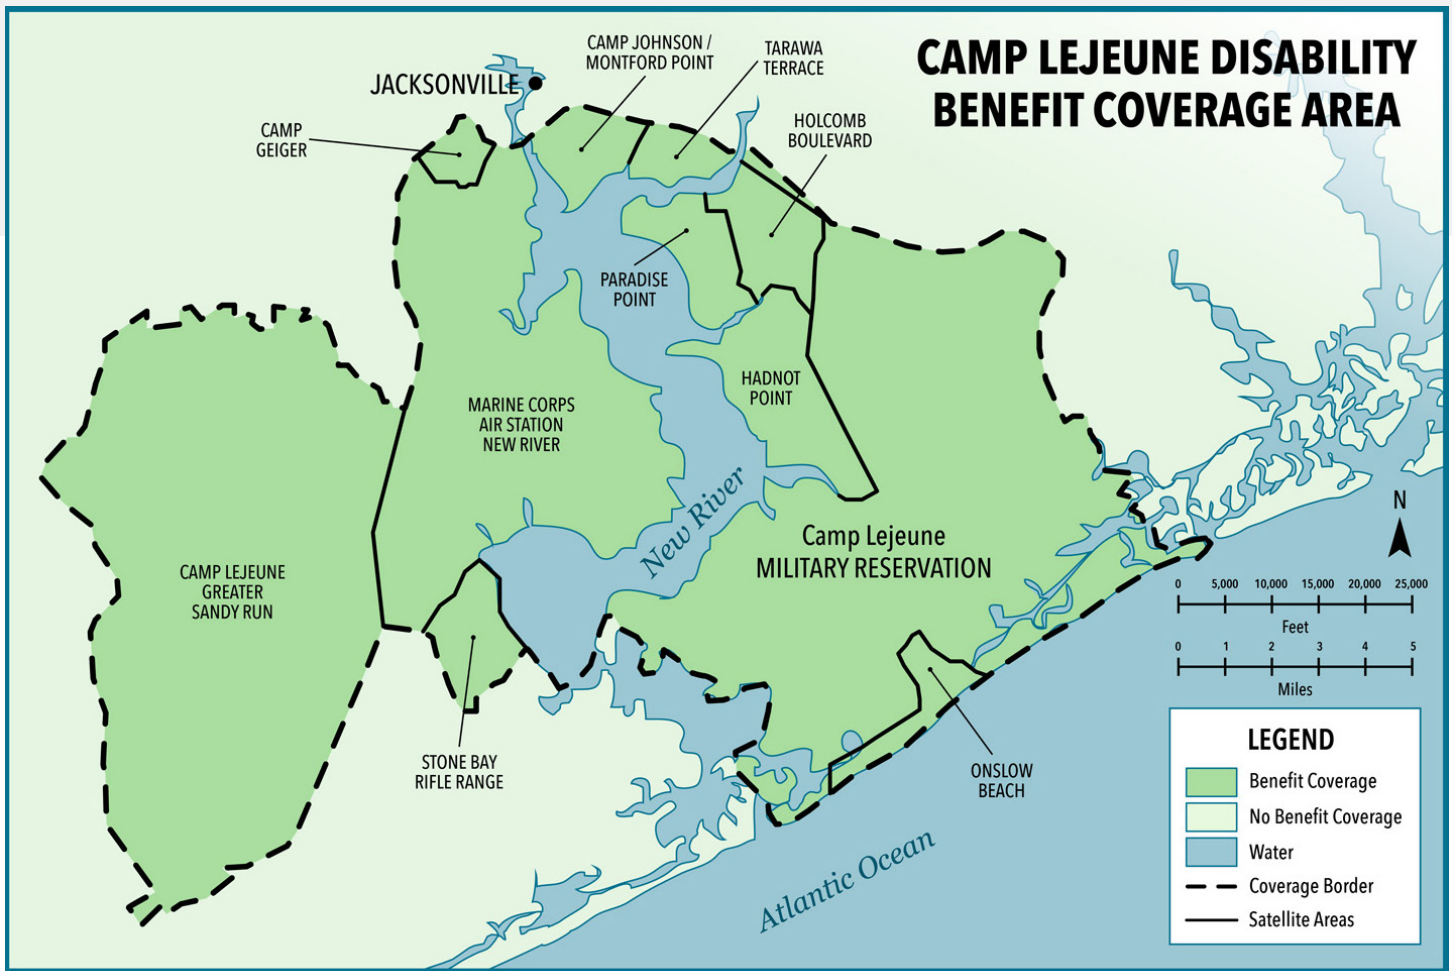 CAMP LEJEUNE DISABILITY
BENEFIT COVERAGE AREA
CAMP JOHNSON /
MONTFORD POINT
TARAWA
TERRACE
JACKSONVILLE
HOLCOMB
BOULEVARD
CAMP
GEIGER
PARADISE
POINT
HADNOT
POINT
MARINE CORPS
AIR STATION
NEW RIVER
New River
Camp Lejeune
MILITARY RESERVATION
CAMP LEJEUNE
GREATER
SANDY RUN
STONE BAY
RIFLE RANGE
ONSLOW
BEACH
Atlantic Ocean
N
0 5,000 10,000 15,000 20,000 25,000
Feet
0 1 2 3 4 5
Miles
LEGEND
Benefit Coverage
No Benefit Coverage
Water
Coverage Border
Satellite Areas